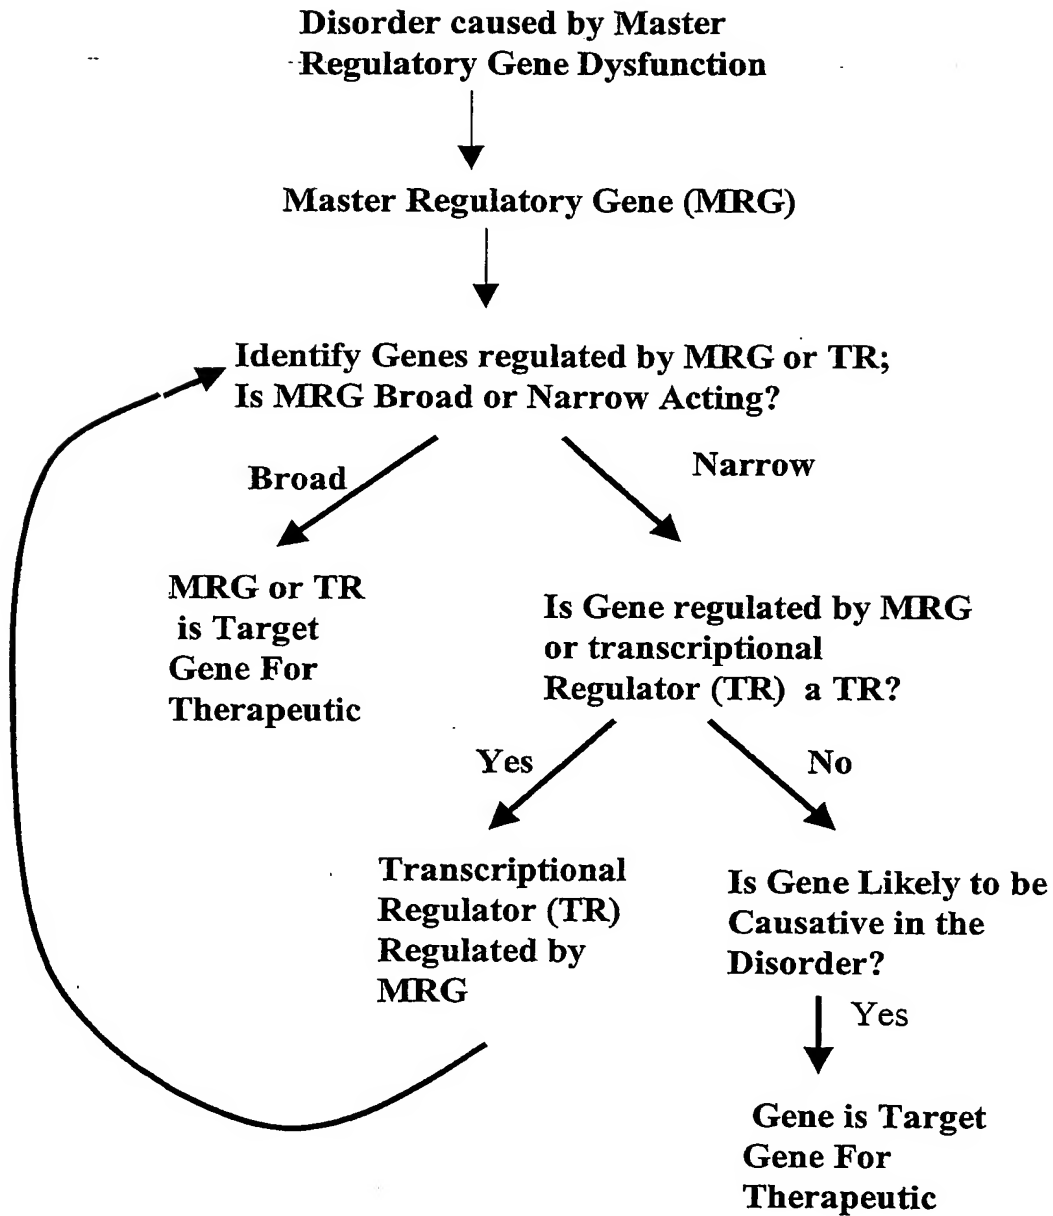 Disorder caused by Master
Regulatory Gene Dysfunction
Master Regulatory Gene (MRG)
Identify Genes regulated by MRG or TR;
Is MRG Broad or Narrow Acting?
Broad
Narrow
MRG or TR
is Target
Gene For
Therapeutic
Is Gene regulated by MRG
or transcriptional
Regulator (TR) a TR?
Yes
No
Transcriptional
Regulator (TR)
Regulated by
MRG
Is Gene Likely to be
Causative in the
Disorder?
Yes
Gene is Target
Gene For
Therapeutic